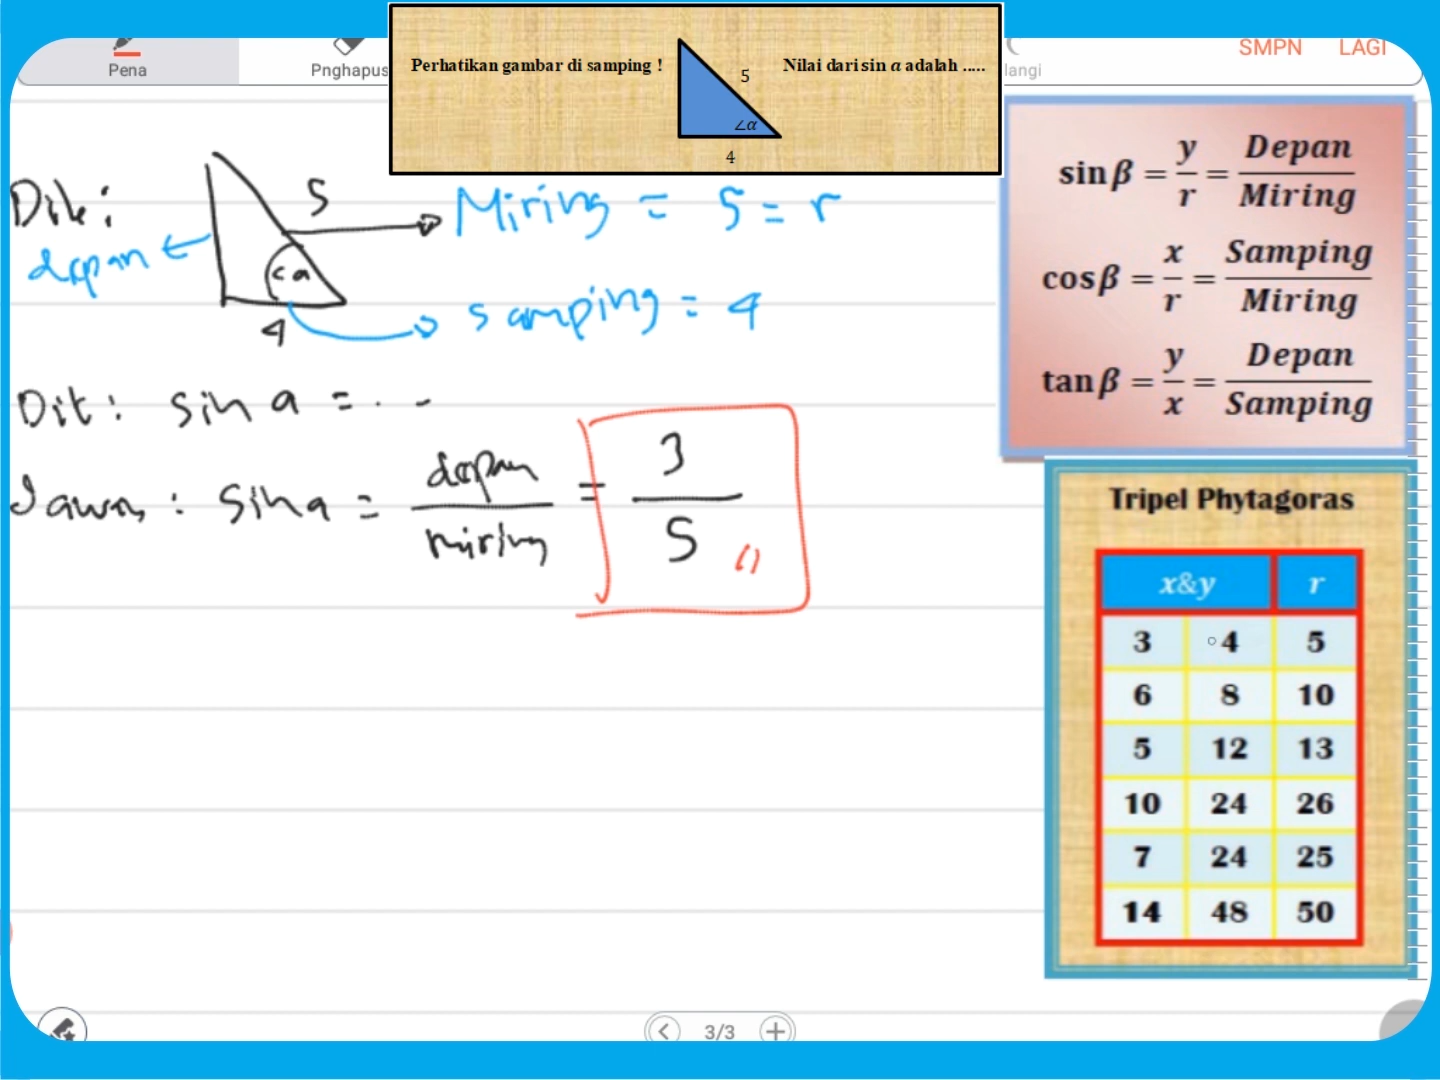 Pena
Pnghapus
Perhatikan gambar di samping !
5
∠α
4
Nilai dari sin α adalah .....
langi
SMPN
LAGI
Dik:
5
Miring = 5 = r
depan
<a
4
samping = 4
Dit: sin a = . . -
Jawab : sin a = depan/miring = 3/5 //
sin β = y/r = Depan/Miring
cos β = x/r = Samping/Miring
tan β = y/x = Depan/Samping
Tripel Phytagoras
x&y r
3 4 5
6 8 10
5 12 13
10 24 26
7 24 25
14 48 50
3/3